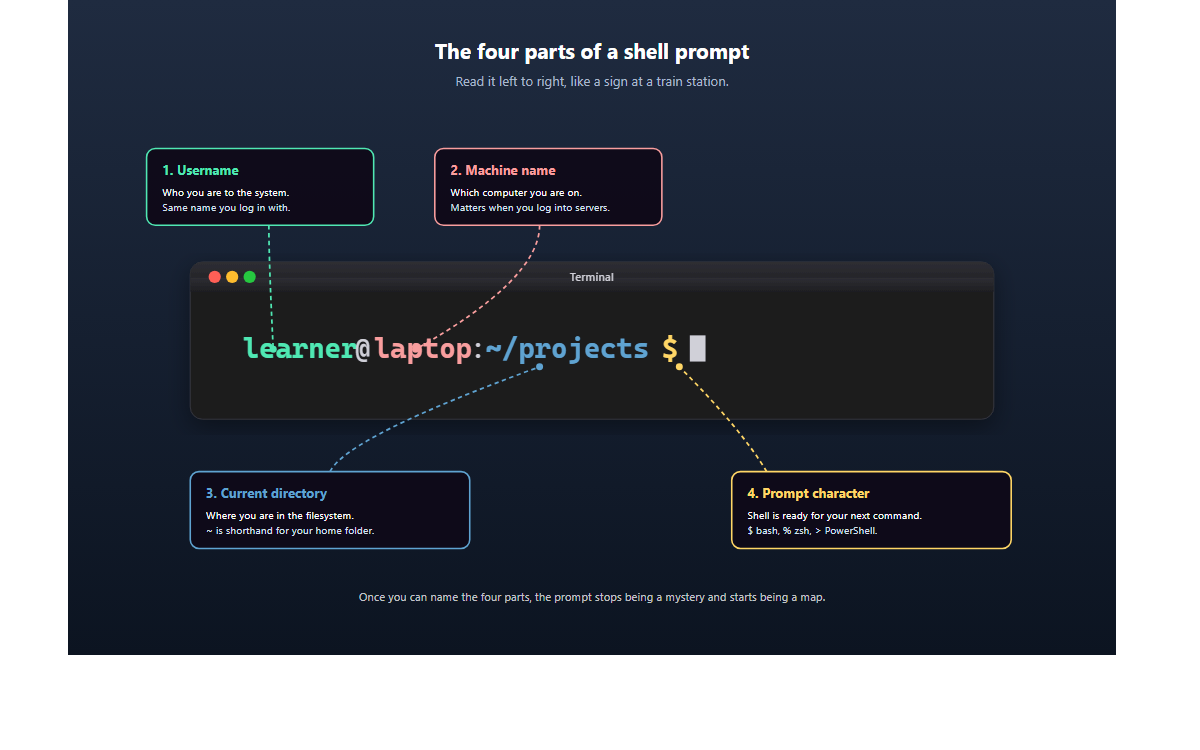 The four parts of a shell prompt
Read it left to right, like a sign at a train station.
1. Username
Who you are to the system.
Same name you log in with.
2. Machine name
Which computer you are on.
Matters when you log into servers.
Terminal
learner@laptop:~/projects $
3. Current directory
Where you are in the filesystem.
~ is shorthand for your home folder.
4. Prompt character
Shell is ready for your next command.
$ bash, % zsh, > PowerShell.
Once you can name the four parts, the prompt stops being a mystery and starts being a map.